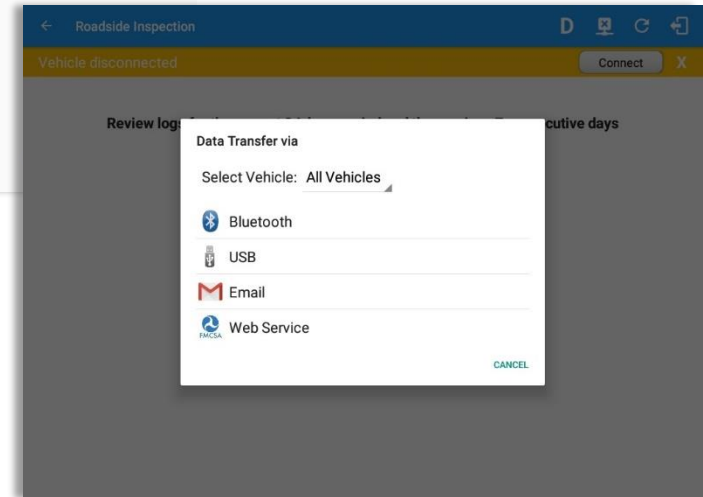 Roadside Inspection D
Vehicle disconnected Connect X
Review log cutive days
Data Transfer via
Select Vehicle: All Vehicles
Bluetooth
USB
Email
FMCSA Web Service
CANCEL